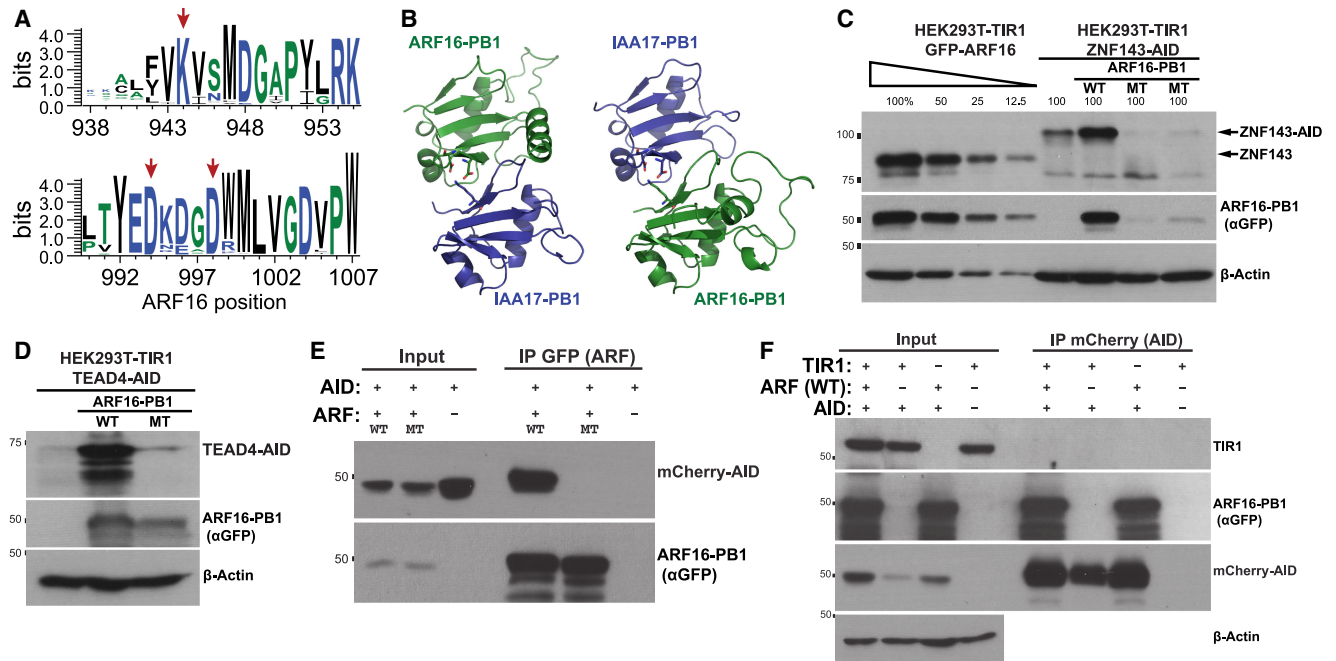 A
bits
4.0
3.0
2.0
1.0
0.0
FVKVSMDGAPYLRK
938 943 948 953
bits
4.0
3.0
2.0
1.0
0.0
LTYEDKDGDWMLVGDVPW
992 997 1002 1007
ARF16 position
B
ARF16-PB1 IAA17-PB1
IAA17-PB1 ARF16-PB1
C
HEK293T-TIR1 HEK293T-TIR1
GFP-ARF16 ZNF143-AID
ARF16-PB1
WT MT MT
100% 50 25 12.5 100 100 100 100
100 ZNF143-AID
ZNF143
75
50 ARF16-PB1
(αGFP)
50
β-Actin
D
HEK293T-TIR1
TEAD4-AID
ARF16-PB1
WT MT
75 TEAD4-AID
50 ARF16-PB1
(αGFP)
β-Actin
E
Input IP GFP (ARF)
AID: + + + + + +
ARF: + + – + + –
WT MT WT MT
50 mCherry-AID
50 ARF16-PB1
(αGFP)
F
Input IP mCherry (AID)
TIR1: + + – + + + – +
ARF (WT): + – + – + – + –
AID: + + + – + + + –
50 TIR1
50 ARF16-PB1
(αGFP)
50 mCherry-AID
50
β-Actin